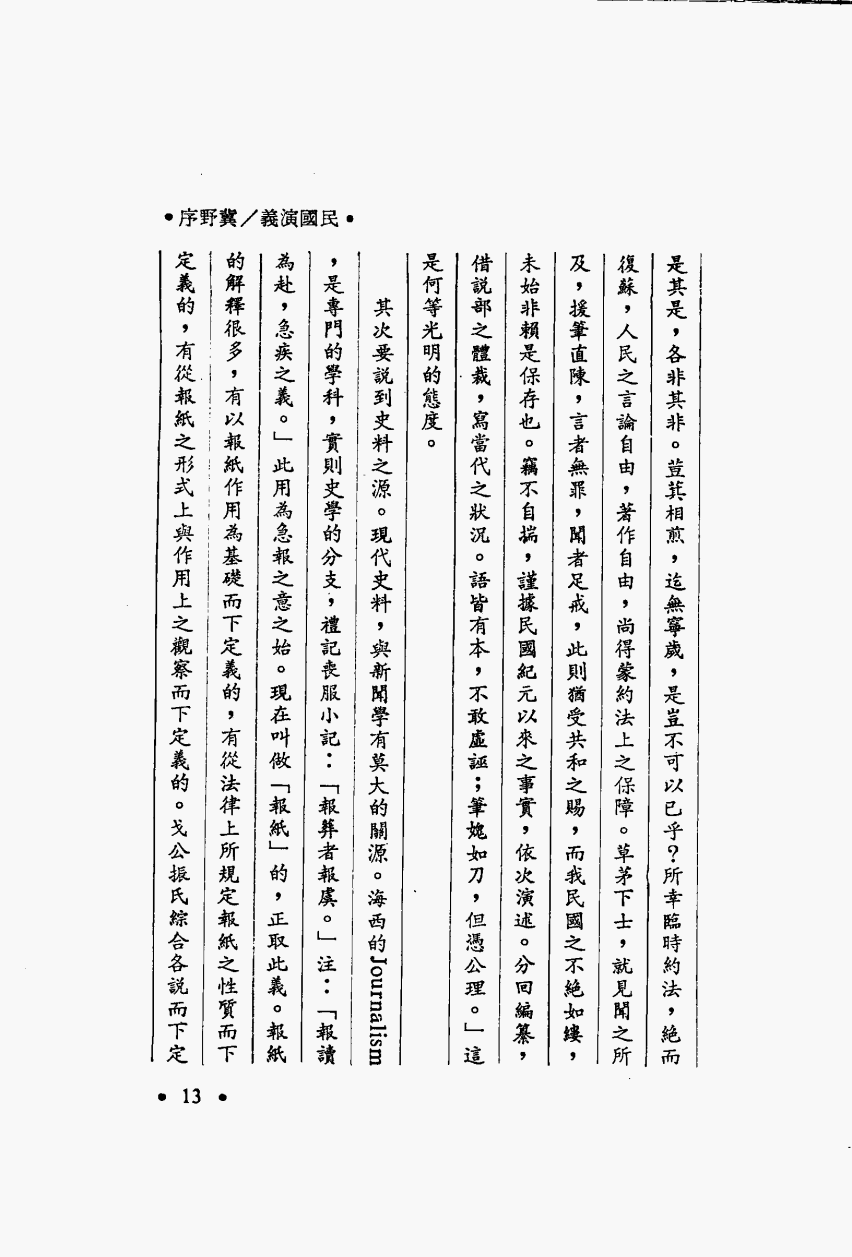 •民國演義／冀野序•
是其是，各非其非。荳萁相煎，迄無寧歲，是豈不可以已乎？所幸臨時約法，絕而
復蘇，人民之言論自由，著作自由，尚得蒙約法上之保障。草茅下士，就見聞之所
及，援筆直陳，言者無罪，聞者足戒，此則猶受共和之賜，而我民國之不絕如縷，
未始非賴是保存也。竊不自揣，謹據民國紀元以來之事實，依次演述。分回編纂，
借說部之體裁，寫當代之狀況。語皆有本，不敢虛誣；筆媿如刀，但憑公理。」這
是何等光明的態度。
其次要說到史料之源。現代史料，與新聞學有莫大的關源。海西的Journalism
，是專門的學科，實則史學的分支，禮記喪服小記：「報葬者報虞。」注：「報讀
為赴，急疾之義。」此用為急報之意之始。現在叫做「報紙」的，正取此義。報紙
的解釋很多，有以報紙作用為基礎而下定義的，有從法律上所規定報紙之性質而下
定義的，有從報紙之形式上與作用上之觀察而下定義的。戈公振氏綜合各說而下定
• 13 •